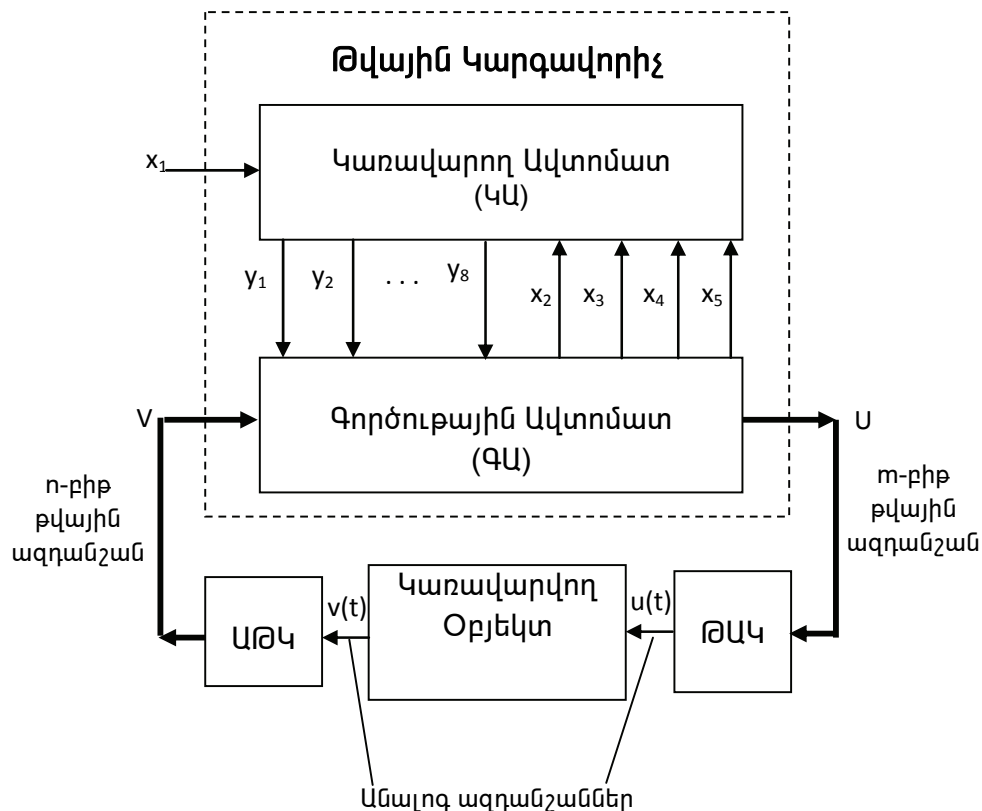 Թվային Կարգավորիչ
x₁
Կառավարող Ավտոմատ
(ԿԱ)
y₁ y₂ . . . y₈ x₂ x₃ x₄ x₅
V
Գործութային Ավտոմատ
(ԳԱ)
U
n-բիթ
թվային
ազդանշան
m-բիթ
թվային
ազդանշան
ԱԹԿ
v(t)
Կառավարվող
Օբյեկտ
u(t)
ԹԱԿ
Անալոգ ազդանշաններ